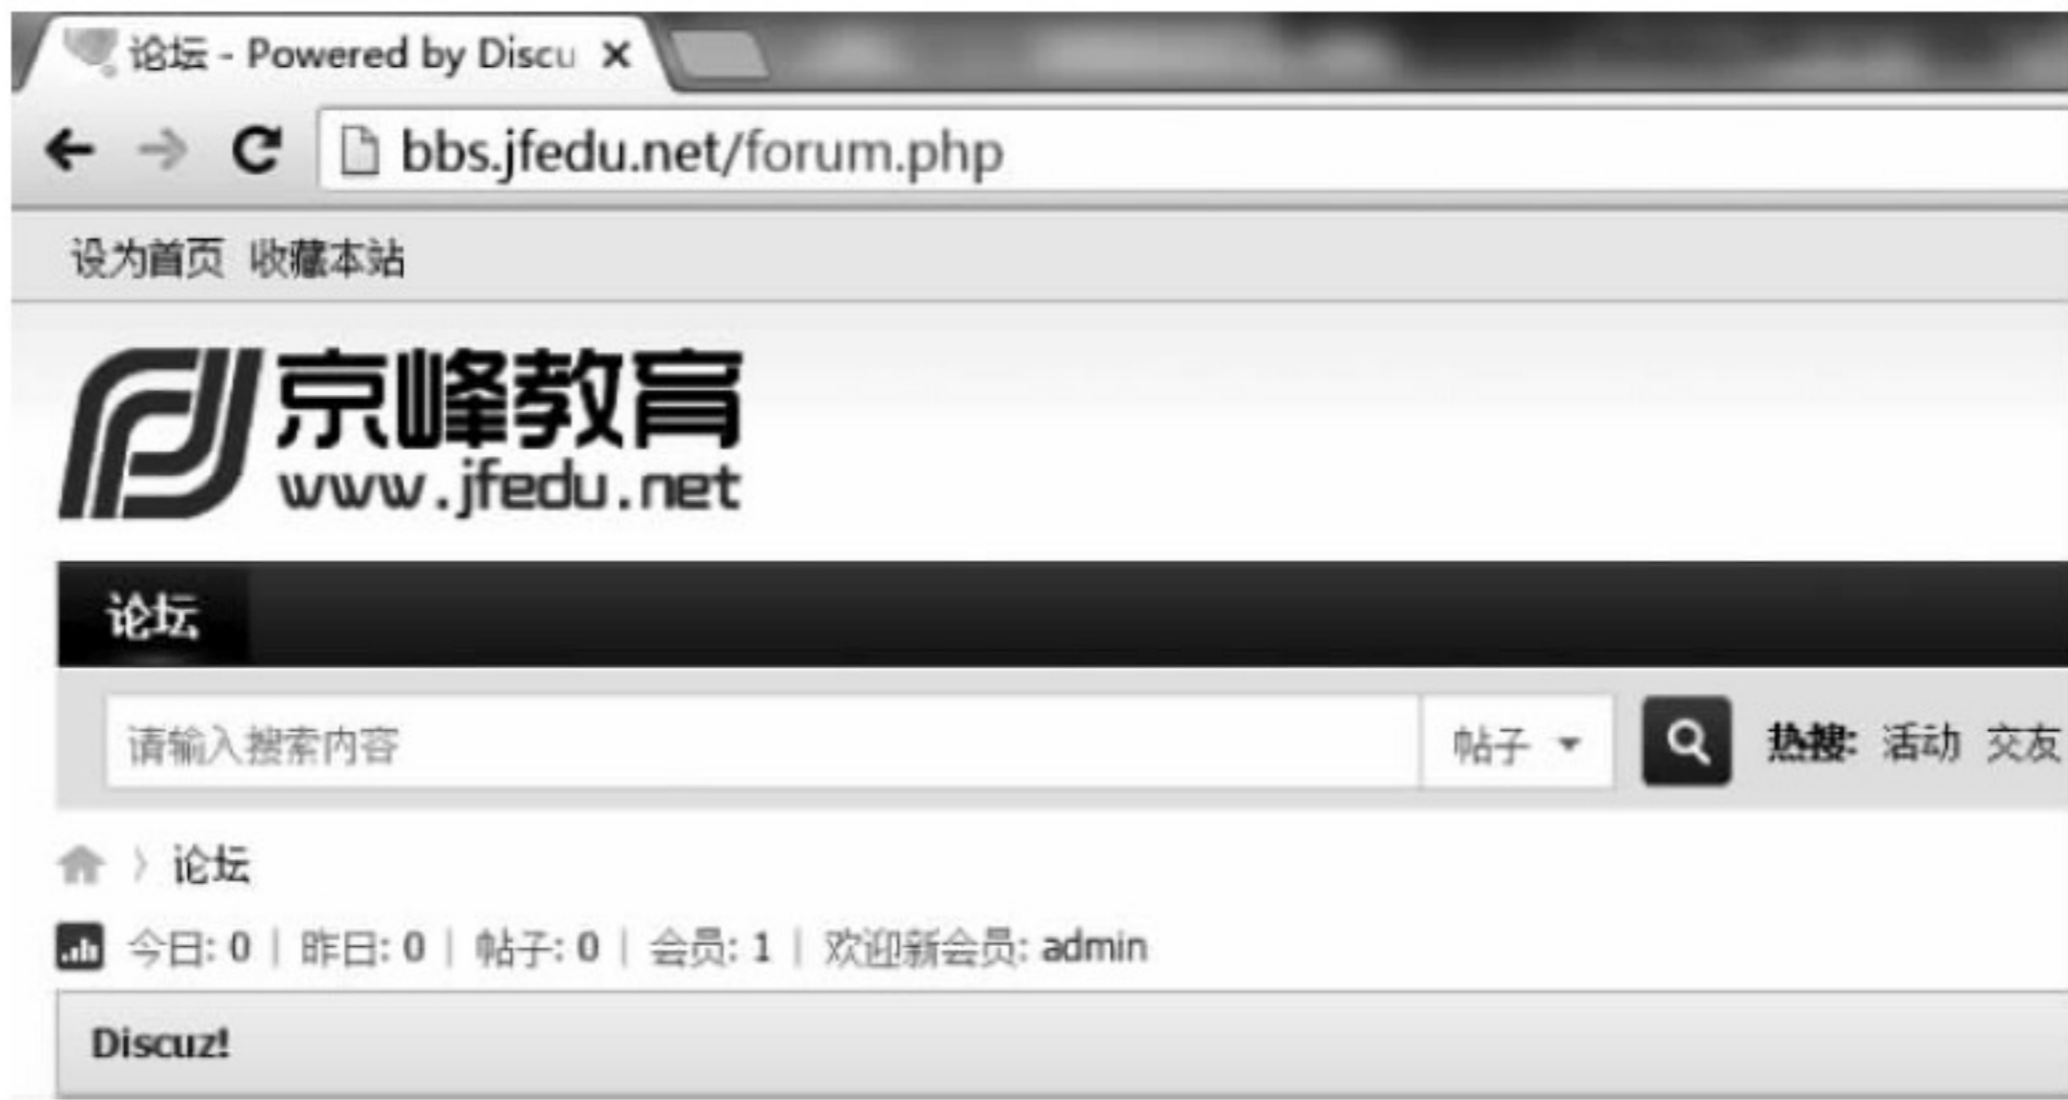 论坛 - Powered by Discu
bbs.jfedu.net/forum.php
设为首页 收藏本站
京峰教育
www.jfedu.net
论坛
请输入搜索内容 帖子 热搜: 活动 交友
论坛
今日: 0 | 昨日: 0 | 帖子: 0 | 会员: 1 | 欢迎新会员: admin
Discuz!